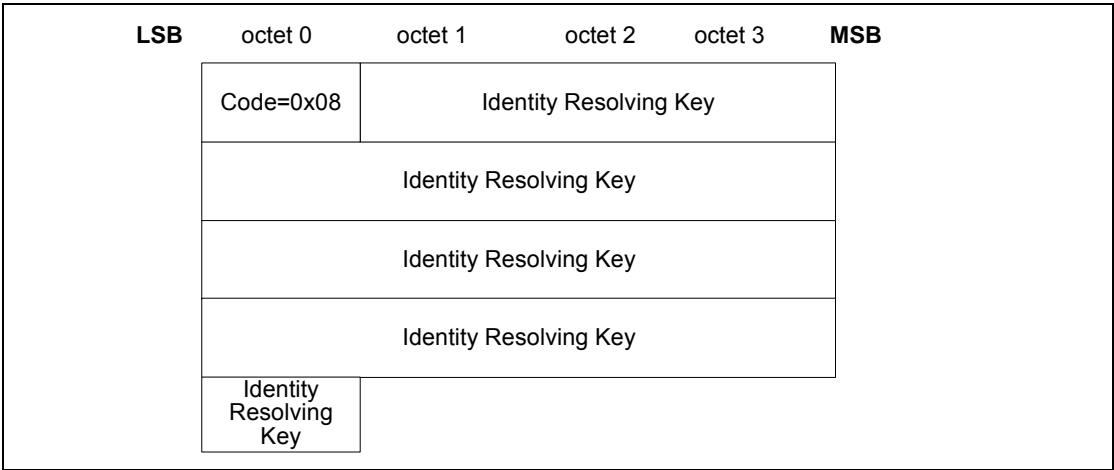 LSB octet 0 octet 1 octet 2 octet 3 MSB
Code=0x08 Identity Resolving Key
Identity Resolving Key
Identity Resolving Key
Identity Resolving Key
Identity
Resolving
Key